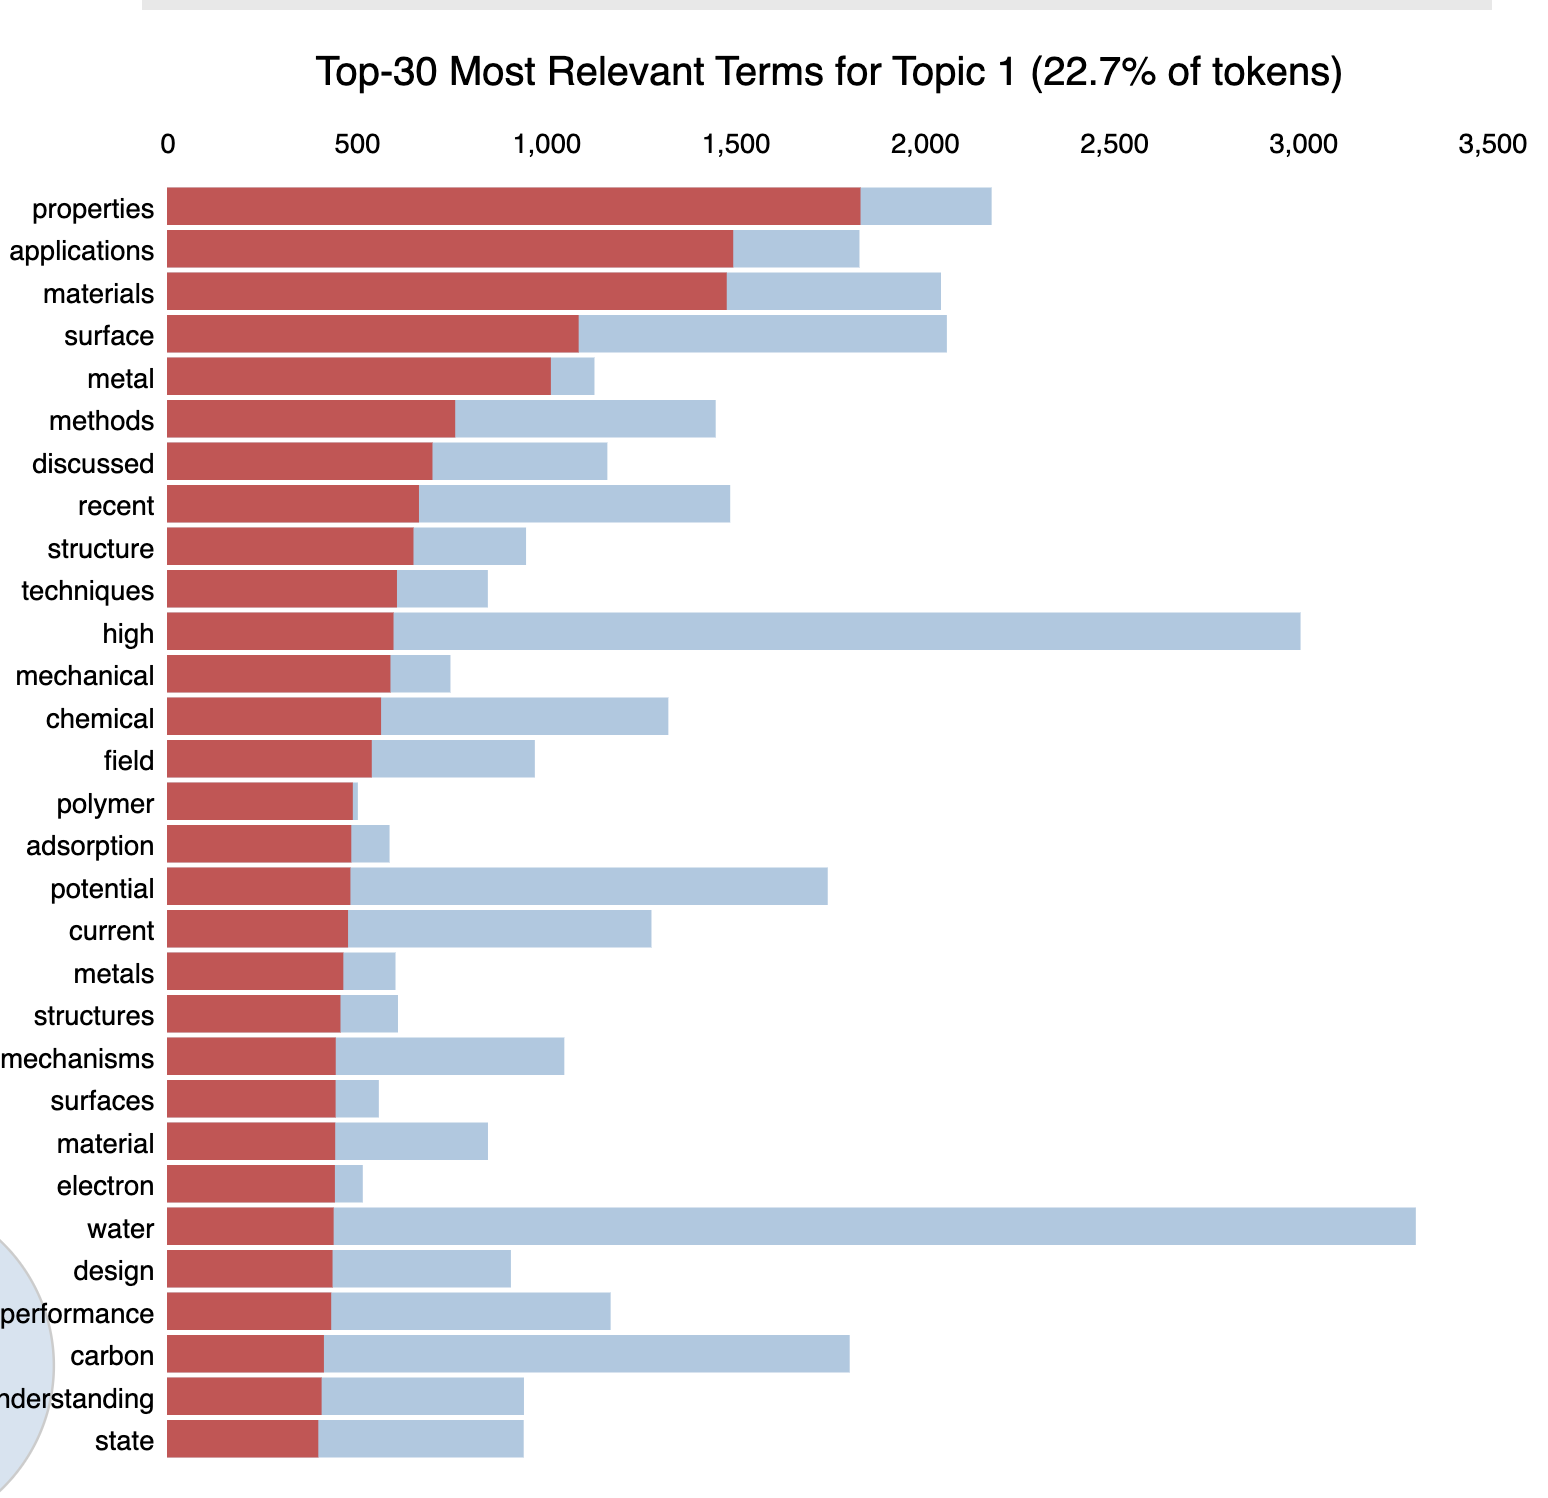 Top-30 Most Relevant Terms for Topic 1 (22.7% of tokens)
0 500 1,000 1,500 2,000 2,500 3,000 3,500
properties
applications
materials
surface
metal
methods
discussed
recent
structure
techniques
high
mechanical
chemical
field
polymer
adsorption
potential
current
metals
structures
mechanisms
surfaces
material
electron
water
design
performance
carbon
nderstanding
state